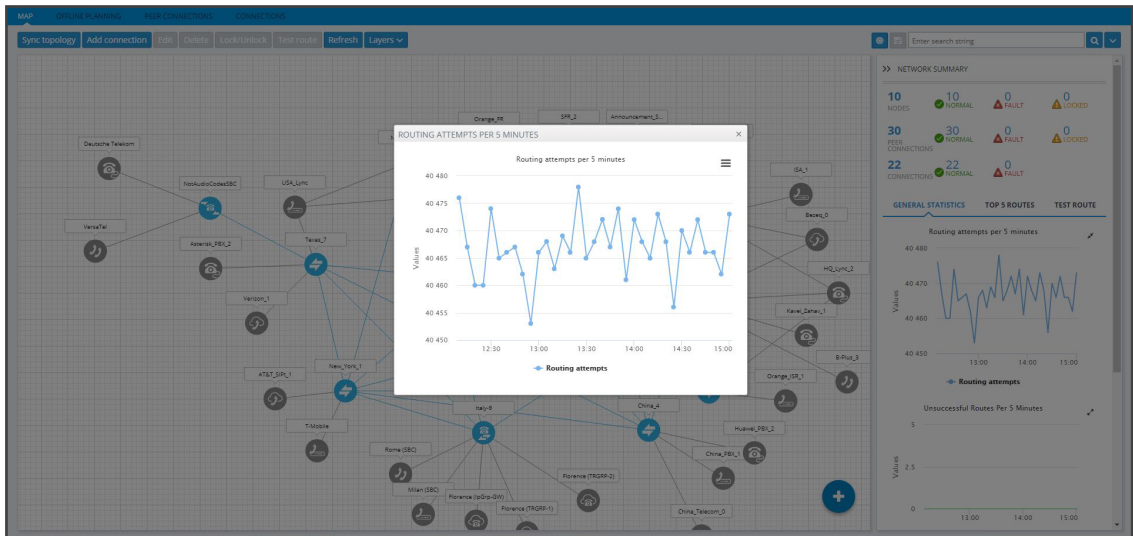 MAP OFFLINE PLANNING PEER CONNECTIONS CONNECTIONS
Sync topology Add connection Edit Delete Lock/Unlock Test route Refresh Layers
Enter search string
NETWORK SUMMARY
10 NODES 10 NORMAL 0 FAULT 0 LOCKED
30 PEER CONNECTIONS 30 NORMAL 0 FAULT 0 LOCKED
22 CONNECTIONS 22 NORMAL 0 FAULT
GENERAL STATISTICS TOP 5 ROUTES TEST ROUTE
Routing attempts per 5 minutes
40 480
40 470
40 460
40 450
Values
13:00 14:00 15:00
Routing attempts
Unsuccessful Routes Per 5 Minutes
5
2.5
0
Values
13:00 14:00 15:00
ROUTING ATTEMPTS PER 5 MINUTES ×
Routing attempts per 5 minutes
40 480
40 475
40 470
40 465
40 460
40 455
40 450
Values
12:30 13:00 13:30 14:00 14:30 15:00
Routing attempts
Orange_FR
SFR_2
Announcement_S...
Deutsche Telekom
NotAudioCodesSBC
USA_Lync
ISA_1
VersaTel
Asterisk_PBX_2
Texas_7
Bezeq_0
HQ_Lync_2
Verizon_1
Kavel_Zahav_1
New_York_1
AT&T_SIPt_1
B-Plus_3
Orange_ISR_1
T-Mobile
Italy-8
China_4
Huawei_PBX_2
Rome (SBC)
China_PBX_1
Milan (SBC)
Florence (IpGrp-GW)
Florence (TRGRP-1)
Florence (TRGRP-2)
China_Telecom_0